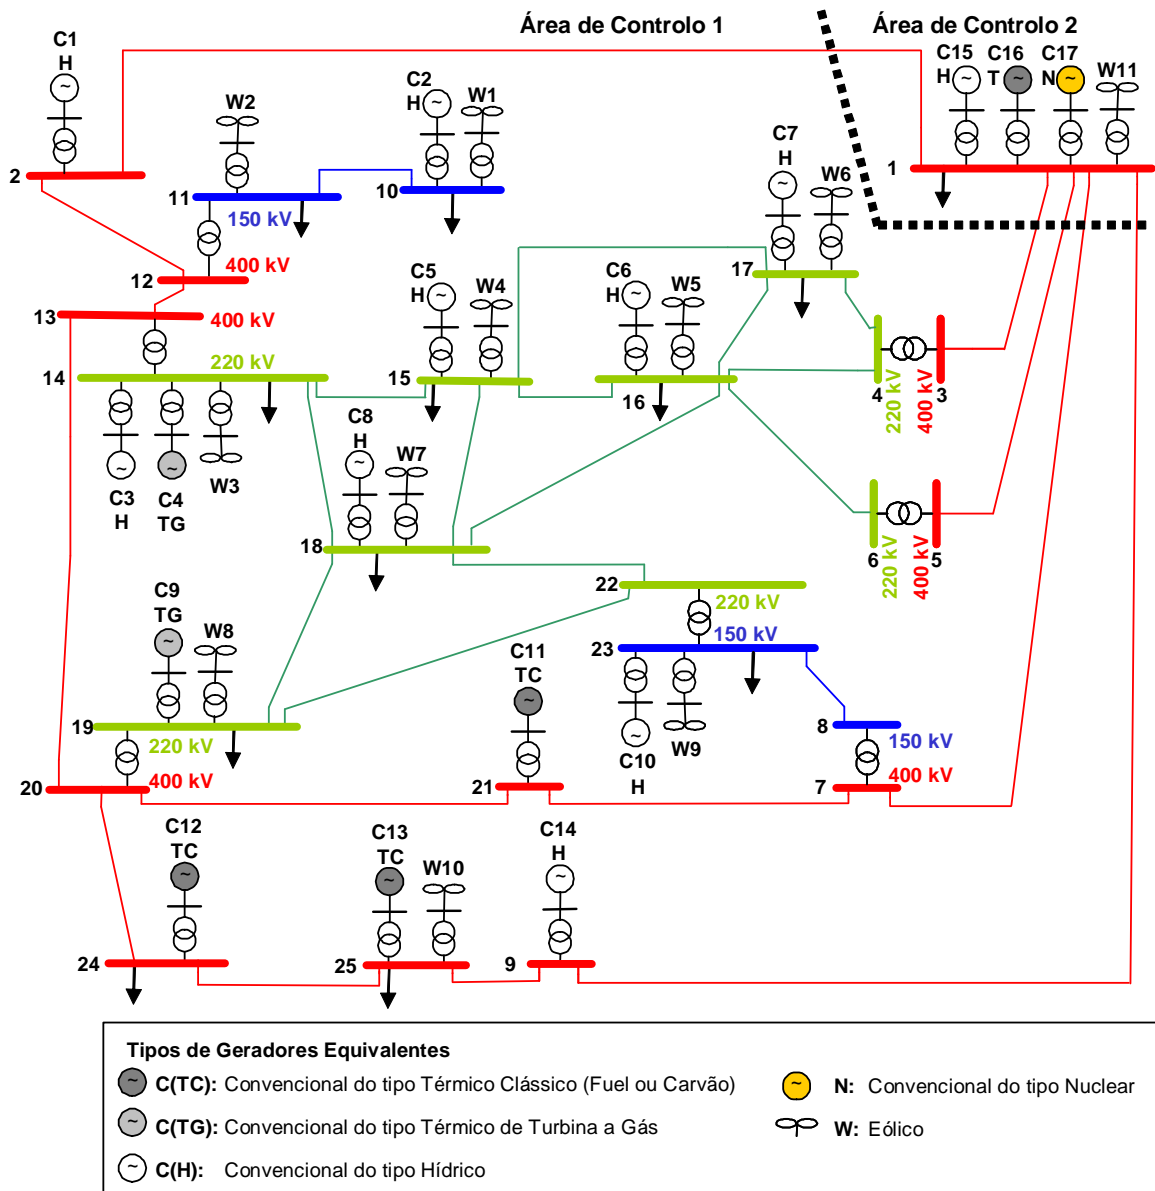 Área de Controlo 1
Área de Controlo 2
C1
H
C2
H
W1
W2
C15
H
C16
T
C17
N
W11
2
11
150 kV
10
1
C7
H
W6
12
400 kV
C5
H
W4
C6
H
W5
17
13
400 kV
14
220 kV
15
16
4
220 kV
400 kV
3
C3
H
C4
TG
W3
C8
H
W7
18
6
220 kV
400 kV
5
22
220 kV
C9
TG
W8
C11
TC
23
150 kV
C10
H
W9
8
150 kV
19
220 kV
20
400 kV
21
7
400 kV
C12
TC
C13
TC
W10
C14
H
24
25
9
Tipos de Geradores Equivalentes
C(TC): Convencional do tipo Térmico Clássico (Fuel ou Carvão)
N: Convencional do tipo Nuclear
C(TG): Convencional do tipo Térmico de Turbina a Gás
W: Eólico
C(H): Convencional do tipo Hídrico